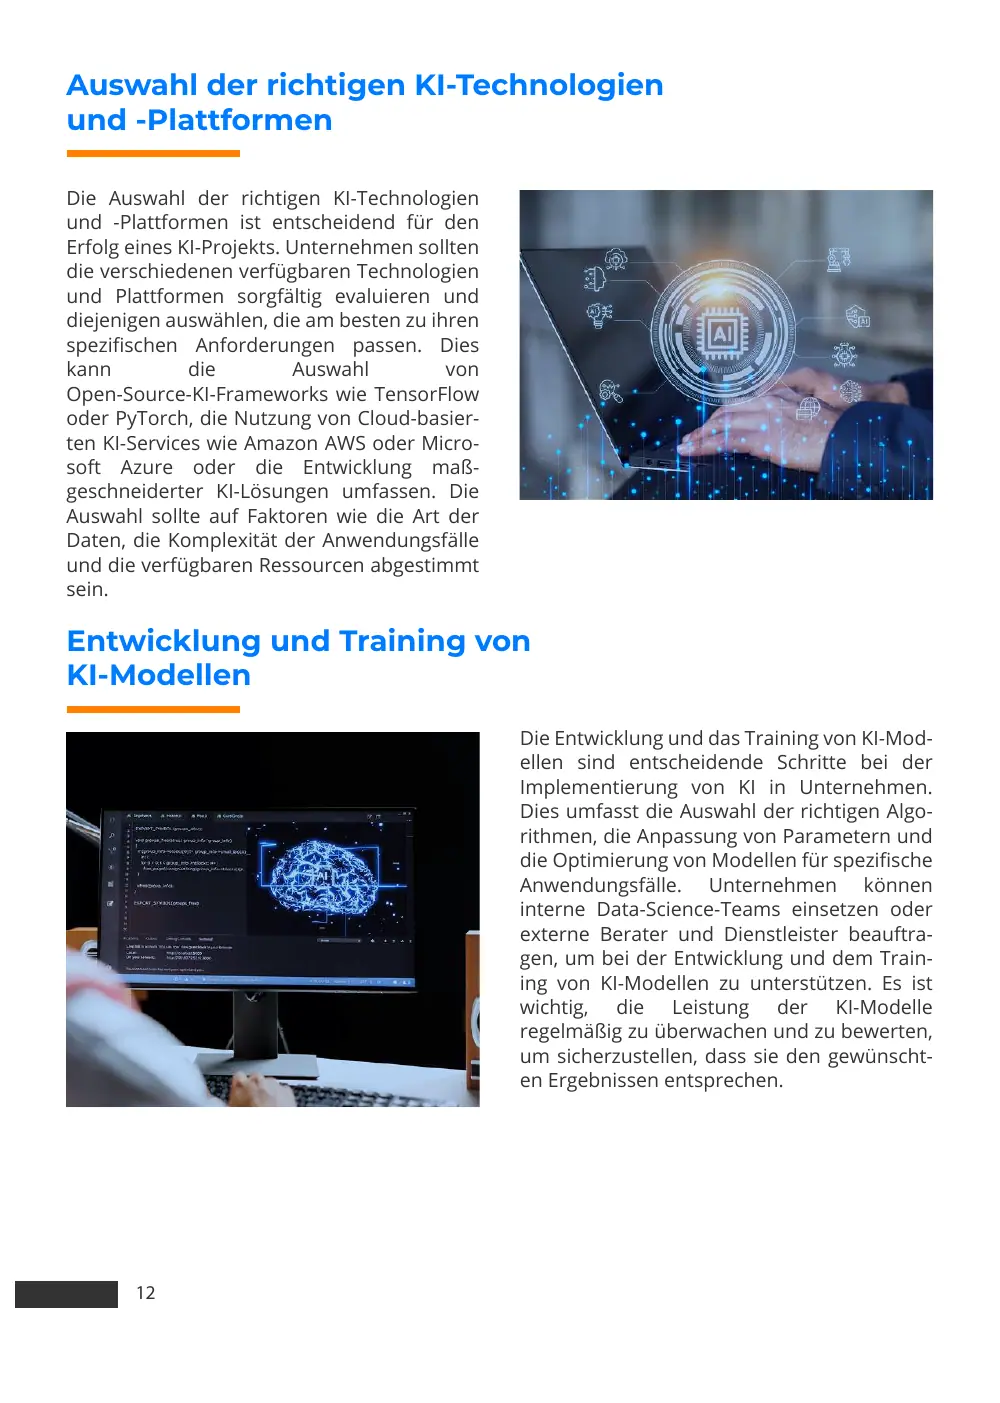 Auswahl der richtigen KI-Technologien
und -Plattformen
Die Auswahl der richtigen KI-Technologien
und -Plattformen ist entscheidend für den
Erfolg eines KI-Projekts. Unternehmen sollten
die verschiedenen verfügbaren Technologien
und Plattformen sorgfältig evaluieren und
diejenigen auswählen, die am besten zu ihren
spezifischen Anforderungen passen. Dies
kann die Auswahl von
Open-Source-KI-Frameworks wie TensorFlow
oder PyTorch, die Nutzung von Cloud-basier-
ten KI-Services wie Amazon AWS oder Micro-
soft Azure oder die Entwicklung maß-
geschneiderter KI-Lösungen umfassen. Die
Auswahl sollte auf Faktoren wie die Art der
Daten, die Komplexität der Anwendungsfälle
und die verfügbaren Ressourcen abgestimmt
sein.
AI
AI
AI
Entwicklung und Training von
KI-Modellen
AI
Die Entwicklung und das Training von KI-Mod-
ellen sind entscheidende Schritte bei der
Implementierung von KI in Unternehmen.
Dies umfasst die Auswahl der richtigen Algo-
rithmen, die Anpassung von Parametern und
die Optimierung von Modellen für spezifische
Anwendungsfälle. Unternehmen können
interne Data-Science-Teams einsetzen oder
externe Berater und Dienstleister beauftra-
gen, um bei der Entwicklung und dem Train-
ing von KI-Modellen zu unterstützen. Es ist
wichtig, die Leistung der KI-Modelle
regelmäßig zu überwachen und zu bewerten,
um sicherzustellen, dass sie den gewünscht-
en Ergebnissen entsprechen.
12